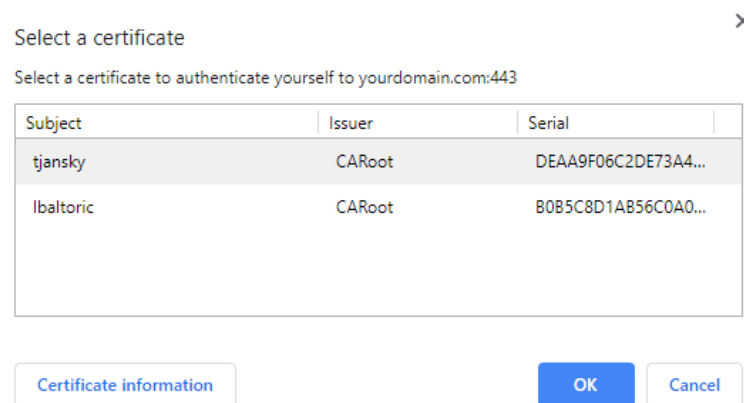 Select a certificate
Select a certificate to authenticate yourself to yourdomain.com:443
Subject Issuer Serial
tjansky CARoot DEAA9F06C2DE73A4...
lbaltoric CARoot B0B5C8D1AB56C0A0...
Certificate information OK Cancel